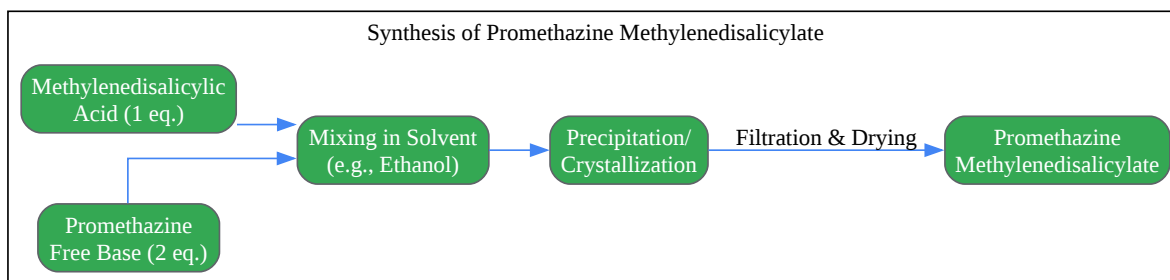 Synthesis of Promethazine Methylenedisalicylate
Methylenedisalicylic
Acid (1 eq.)
Mixing in Solvent
(e.g., Ethanol)
Precipitation/
Crystallization
Filtration & Drying
Promethazine
Methylenedisalicylate
Promethazine
Free Base (2 eq.)